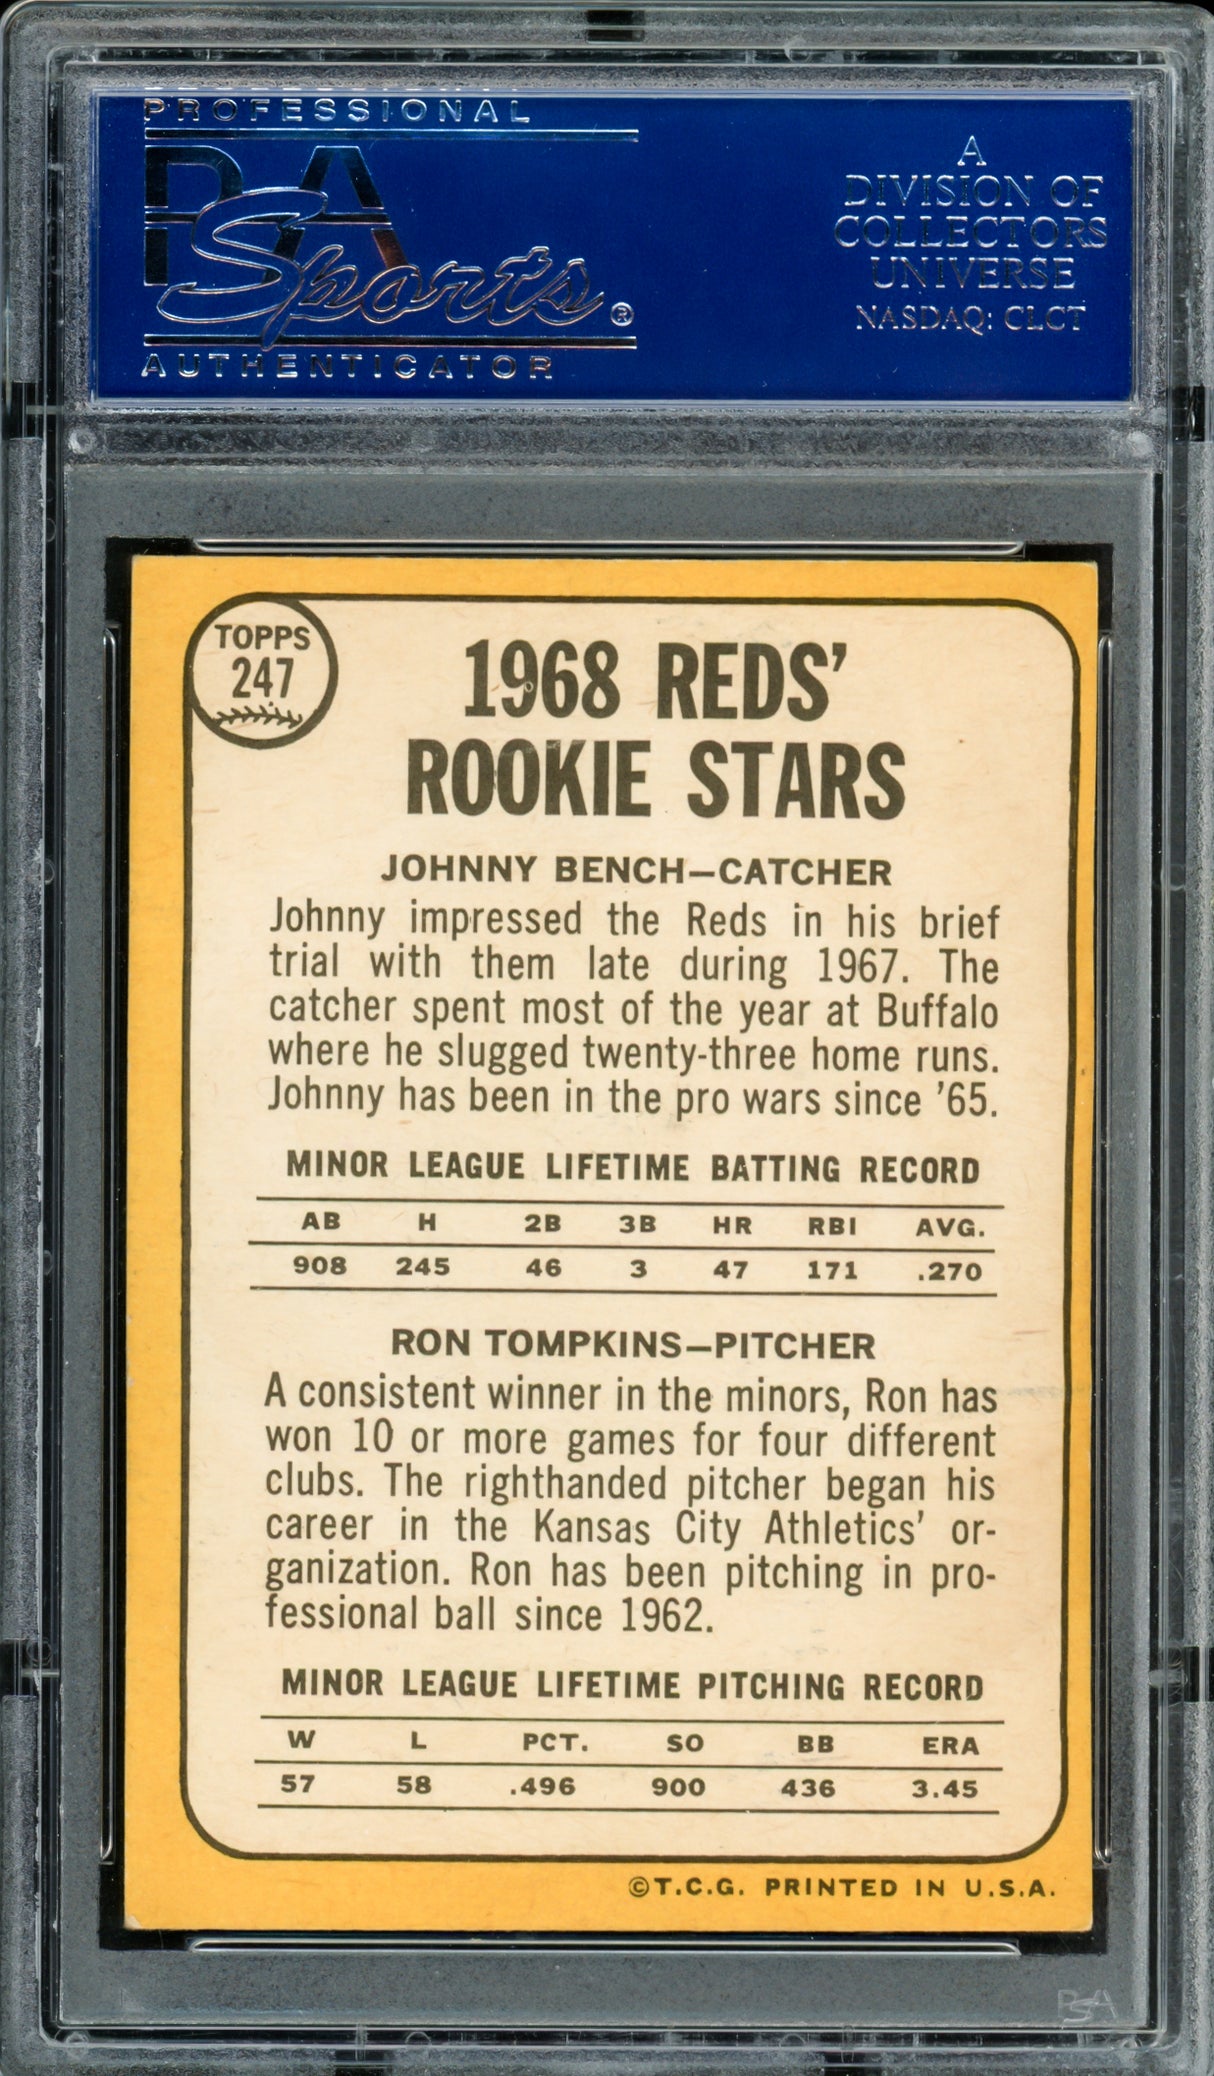 PROFESSIONAL
PSA
Sports®
AUTHENTICATOR
A
DIVISION OF
COLLECTORS
UNIVERSE
NASDAQ: CLCT
TOPPS
247
1968 REDS'
ROOKIE STARS
JOHNNY BENCH—CATCHER
Johnny impressed the Reds in his brief
trial with them late during 1967. The
catcher spent most of the year at Buffalo
where he slugged twenty-three home runs.
Johnny has been in the pro wars since '65.
MINOR LEAGUE LIFETIME BATTING RECORD
AB H 2B 3B HR RBI AVG.
908 245 46 3 47 171 .270
RON TOMPKINS—PITCHER
A consistent winner in the minors, Ron has
won 10 or more games for four different
clubs. The righthanded pitcher began his
career in the Kansas City Athletics' or-
ganization. Ron has been pitching in pro-
fessional ball since 1962.
MINOR LEAGUE LIFETIME PITCHING RECORD
W L PCT. SO BB ERA
57 58 .496 900 436 3.45
©T.C.G. PRINTED IN U.S.A.
PSA